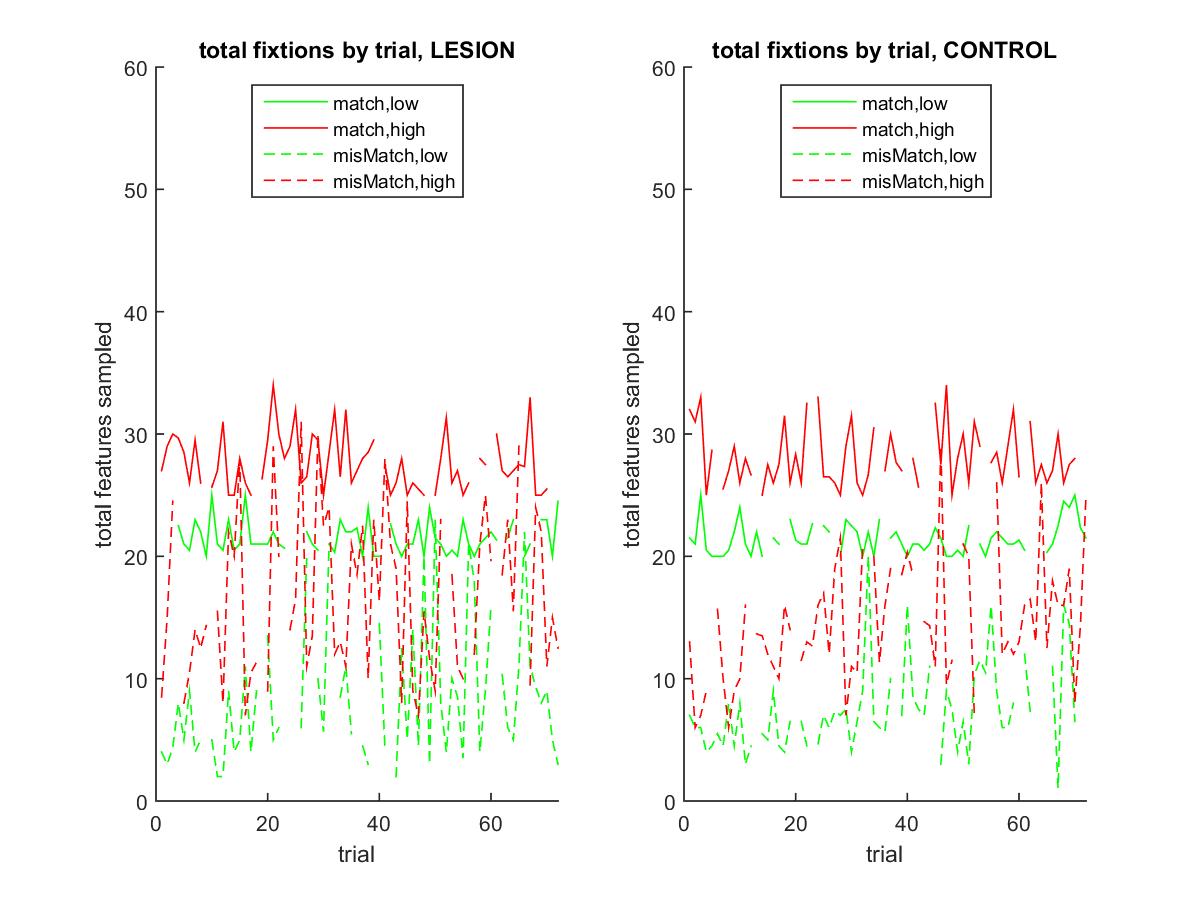 total fixtions by trial, LESION
match,low
match,high
misMatch,low
misMatch,high
60
50
40
30
20
10
0
total features sampled
0 20 40 60
trial
total fixtions by trial, CONTROL
match,low
match,high
misMatch,low
misMatch,high
60
50
40
30
20
10
0
total features sampled
0 20 40 60
trial